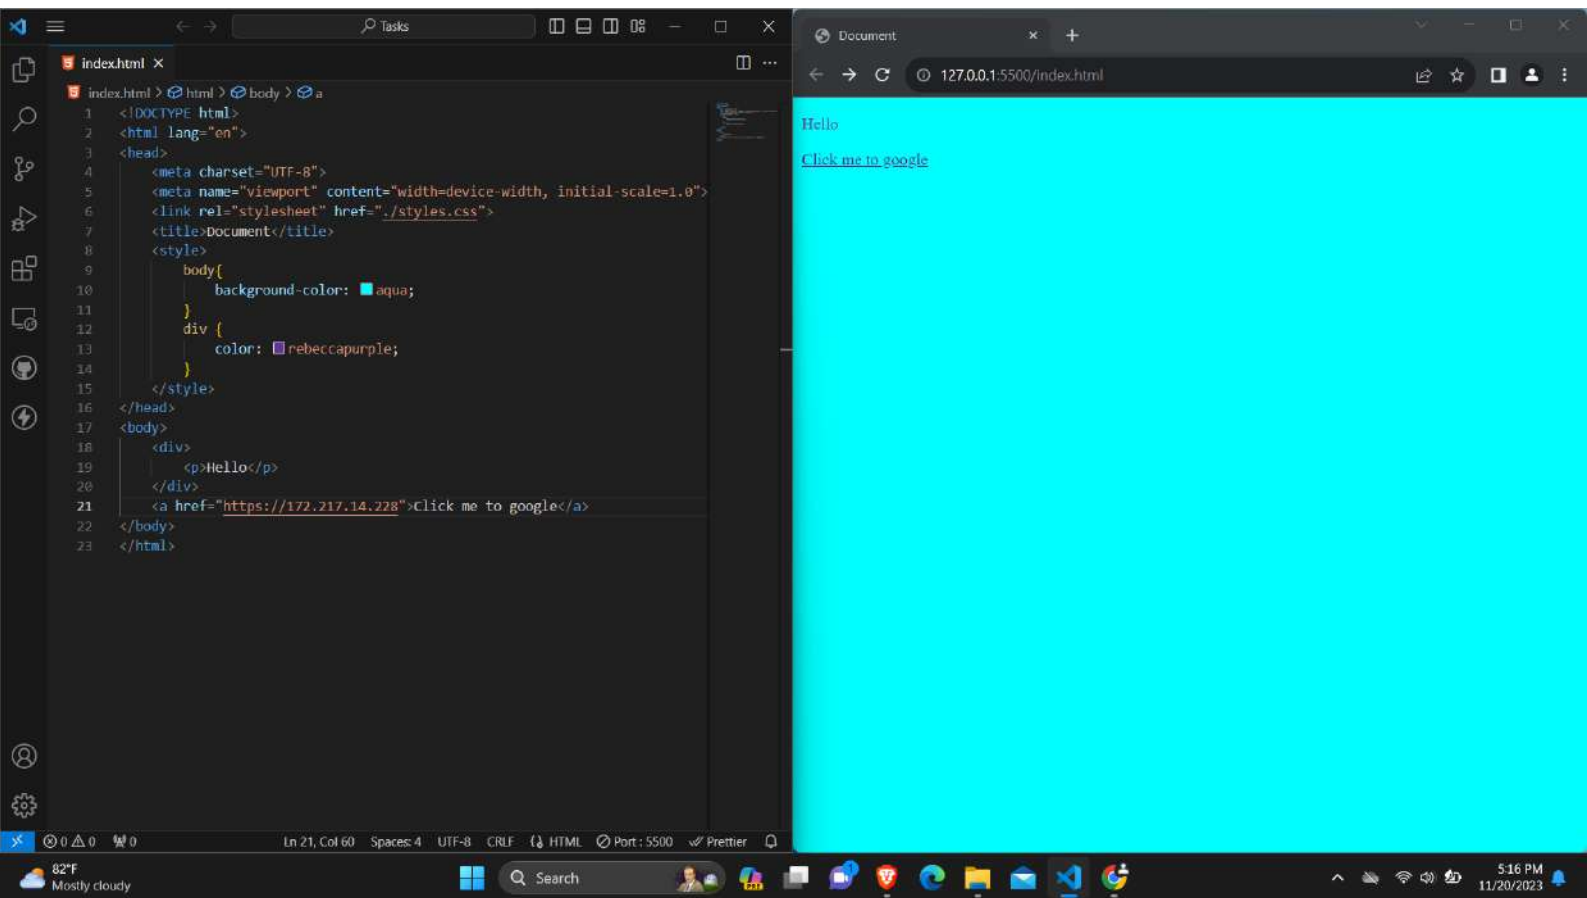 Tasks
index.html
index.html > html > body > a
1 <!DOCTYPE html>
2 <html lang="en">
3 <head>
4 <meta charset="UTF-8">
5 <meta name="viewport" content="width=device-width, initial-scale=1.0">
6 <link rel="stylesheet" href="./styles.css">
7 <title>Document</title>
8 <style>
9 body{
10 background-color: aqua;
11 }
12 div {
13 color: rebeccapurple;
14 }
15 </style>
16 </head>
17 <body>
18 <div>
19 <p>Hello</p>
20 </div>
21 <a href="https://172.217.14.228">Click me to google</a>
22 </body>
23 </html>
0 0 0 Ln 21, Col 60 Spaces: 4 UTF-8 CRLF HTML Port : 5500 Prettier
Document
127.0.0.1:5500/index.html
Hello
Click me to google
82°F
Mostly cloudy
Search
PRE
5:16 PM
11/20/2023